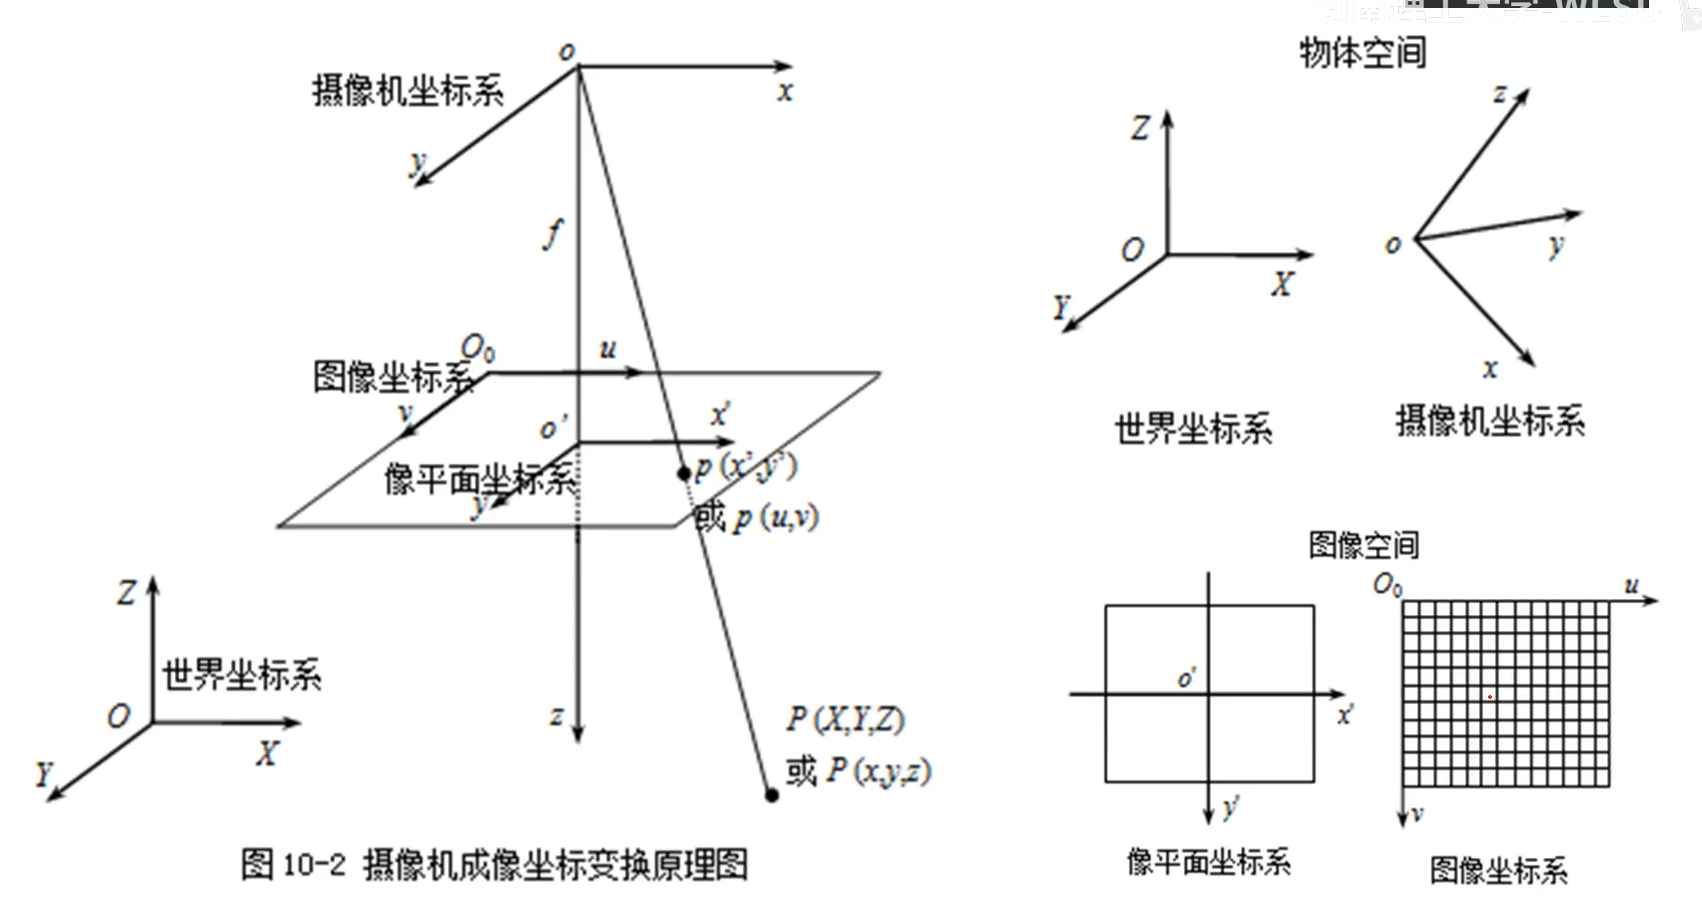 物体空间
o
x
摄像机坐标系
y
f
O₀
u
图像坐标系
v
o'
x'
像平面坐标系
y
p(x',y')
或 p(u,v)
Z
世界坐标系
O
X
Y
z
P(X,Y,Z)
或 P(x,y,z)
图 10-2 摄像机成像坐标变换原理图
Z
O
X
Y
世界坐标系
z
o
y
x
摄像机坐标系
图像空间
o'
x'
y'
像平面坐标系
O₀
u
v
图像坐标系